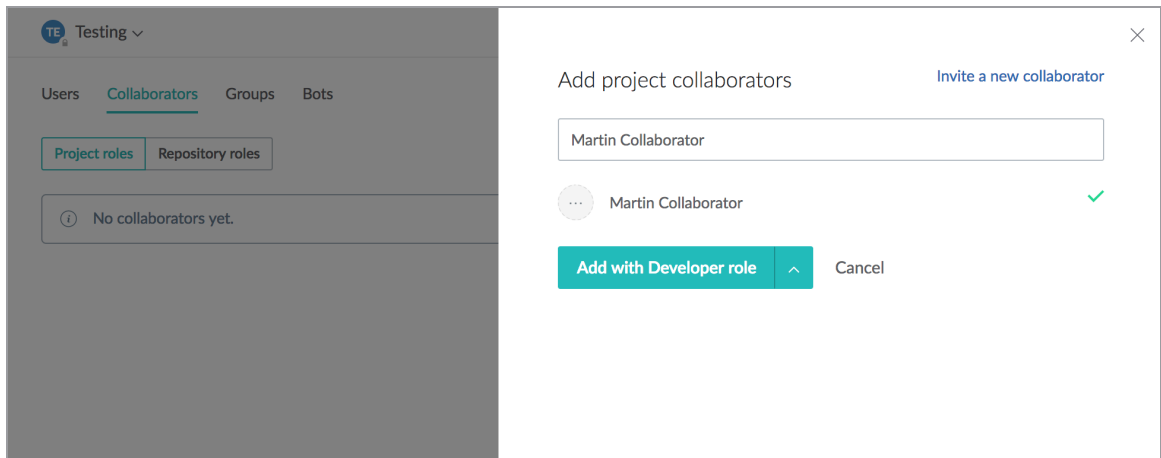 TE Testing
Users Collaborators Groups Bots
Project roles Repository roles
i No collaborators yet.
Add project collaborators Invite a new collaborator
Martin Collaborator
... Martin Collaborator
Add with Developer role Cancel